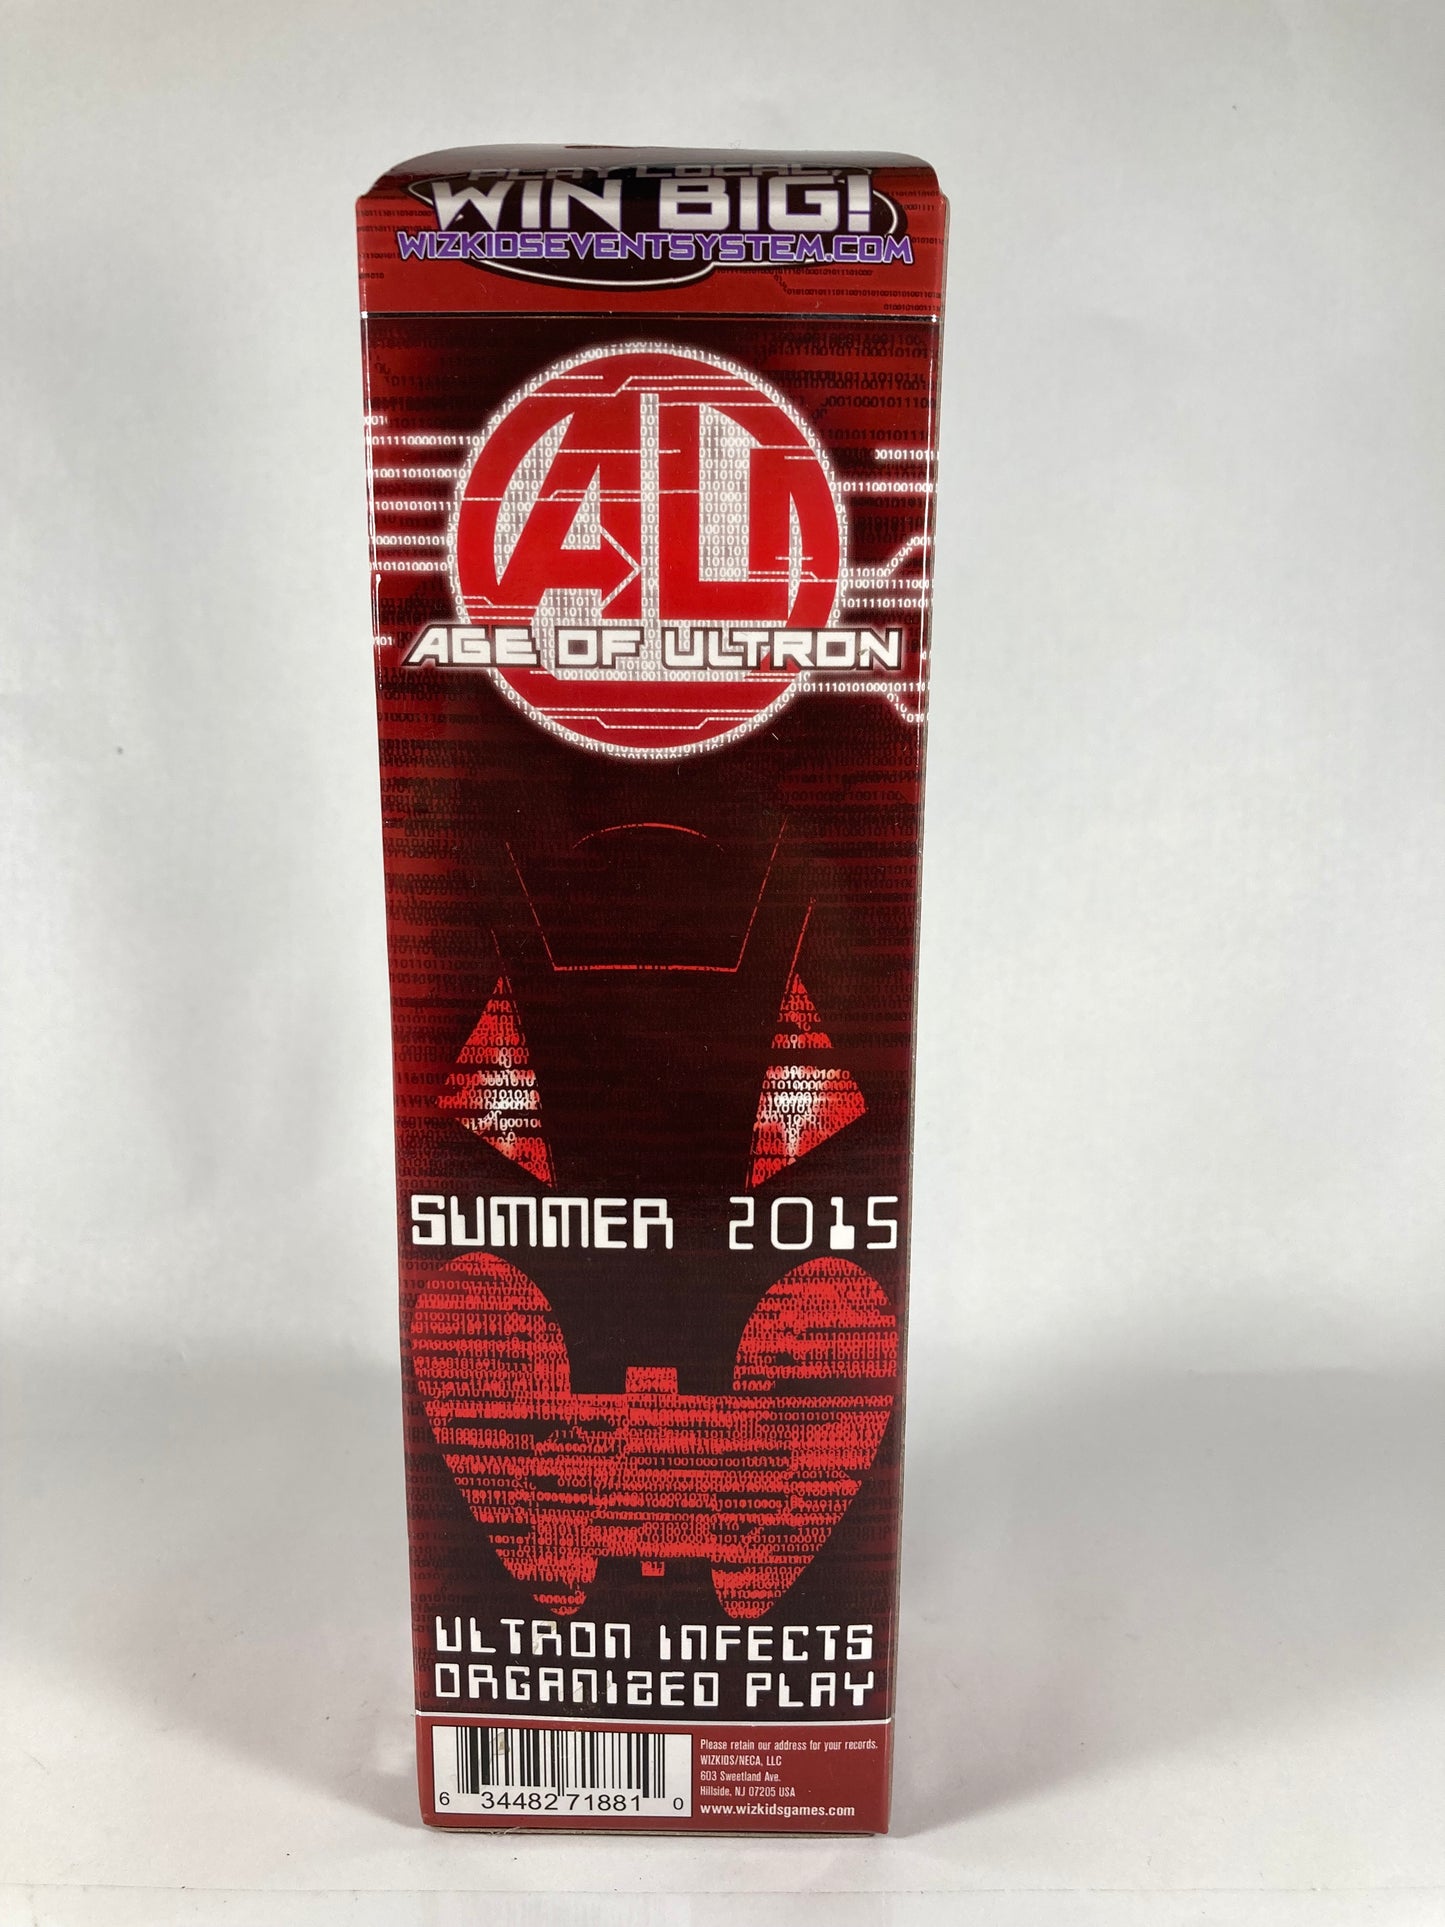 PLAY LOCAL,
WIN BIG!
WIZKIDSEVENTSYSTEM.COM
AU
AGE OF ULTRON
SUMMER 2015
ULTRON INFECTS
ORGANIZED PLAY
6 34482 71881 0
Please retain our address for your records.
WIZKIDS/NECA, LLC
603 Sweetland Ave.
Hillside, NJ 07205 USA
www.wizkidsgames.com